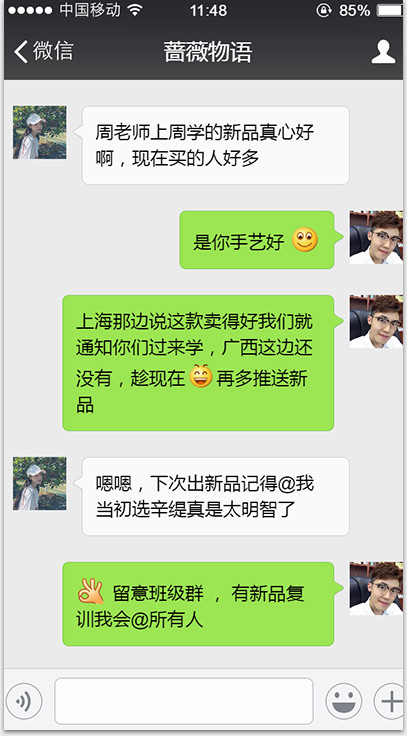 中国移动 11:48 85%
微信 蔷薇物语
周老师上周学的新品真心好
啊，现在买的人好多
是你手艺好
上海那边说这款卖得好我们就
通知你们过来学，广西这边还
没有，趁现在 再多推送新
品
嗯嗯，下次出新品记得@我
当初选辛缇真是太明智了
留意班级群 ，有新品复
训我会@所有人